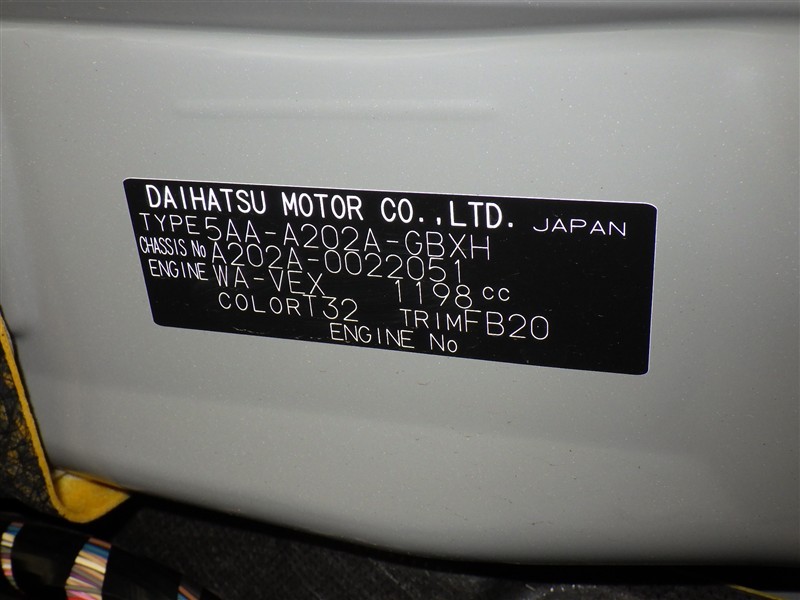 DAIHATSU MOTOR CO.,LTD. JAPAN
TYPE 5AA-A202A-GBXH
CHASSIS No A202A-0022051
ENGINE WA-VEX 1198 cc
COLOR T32 TRIM FB20
ENGINE No